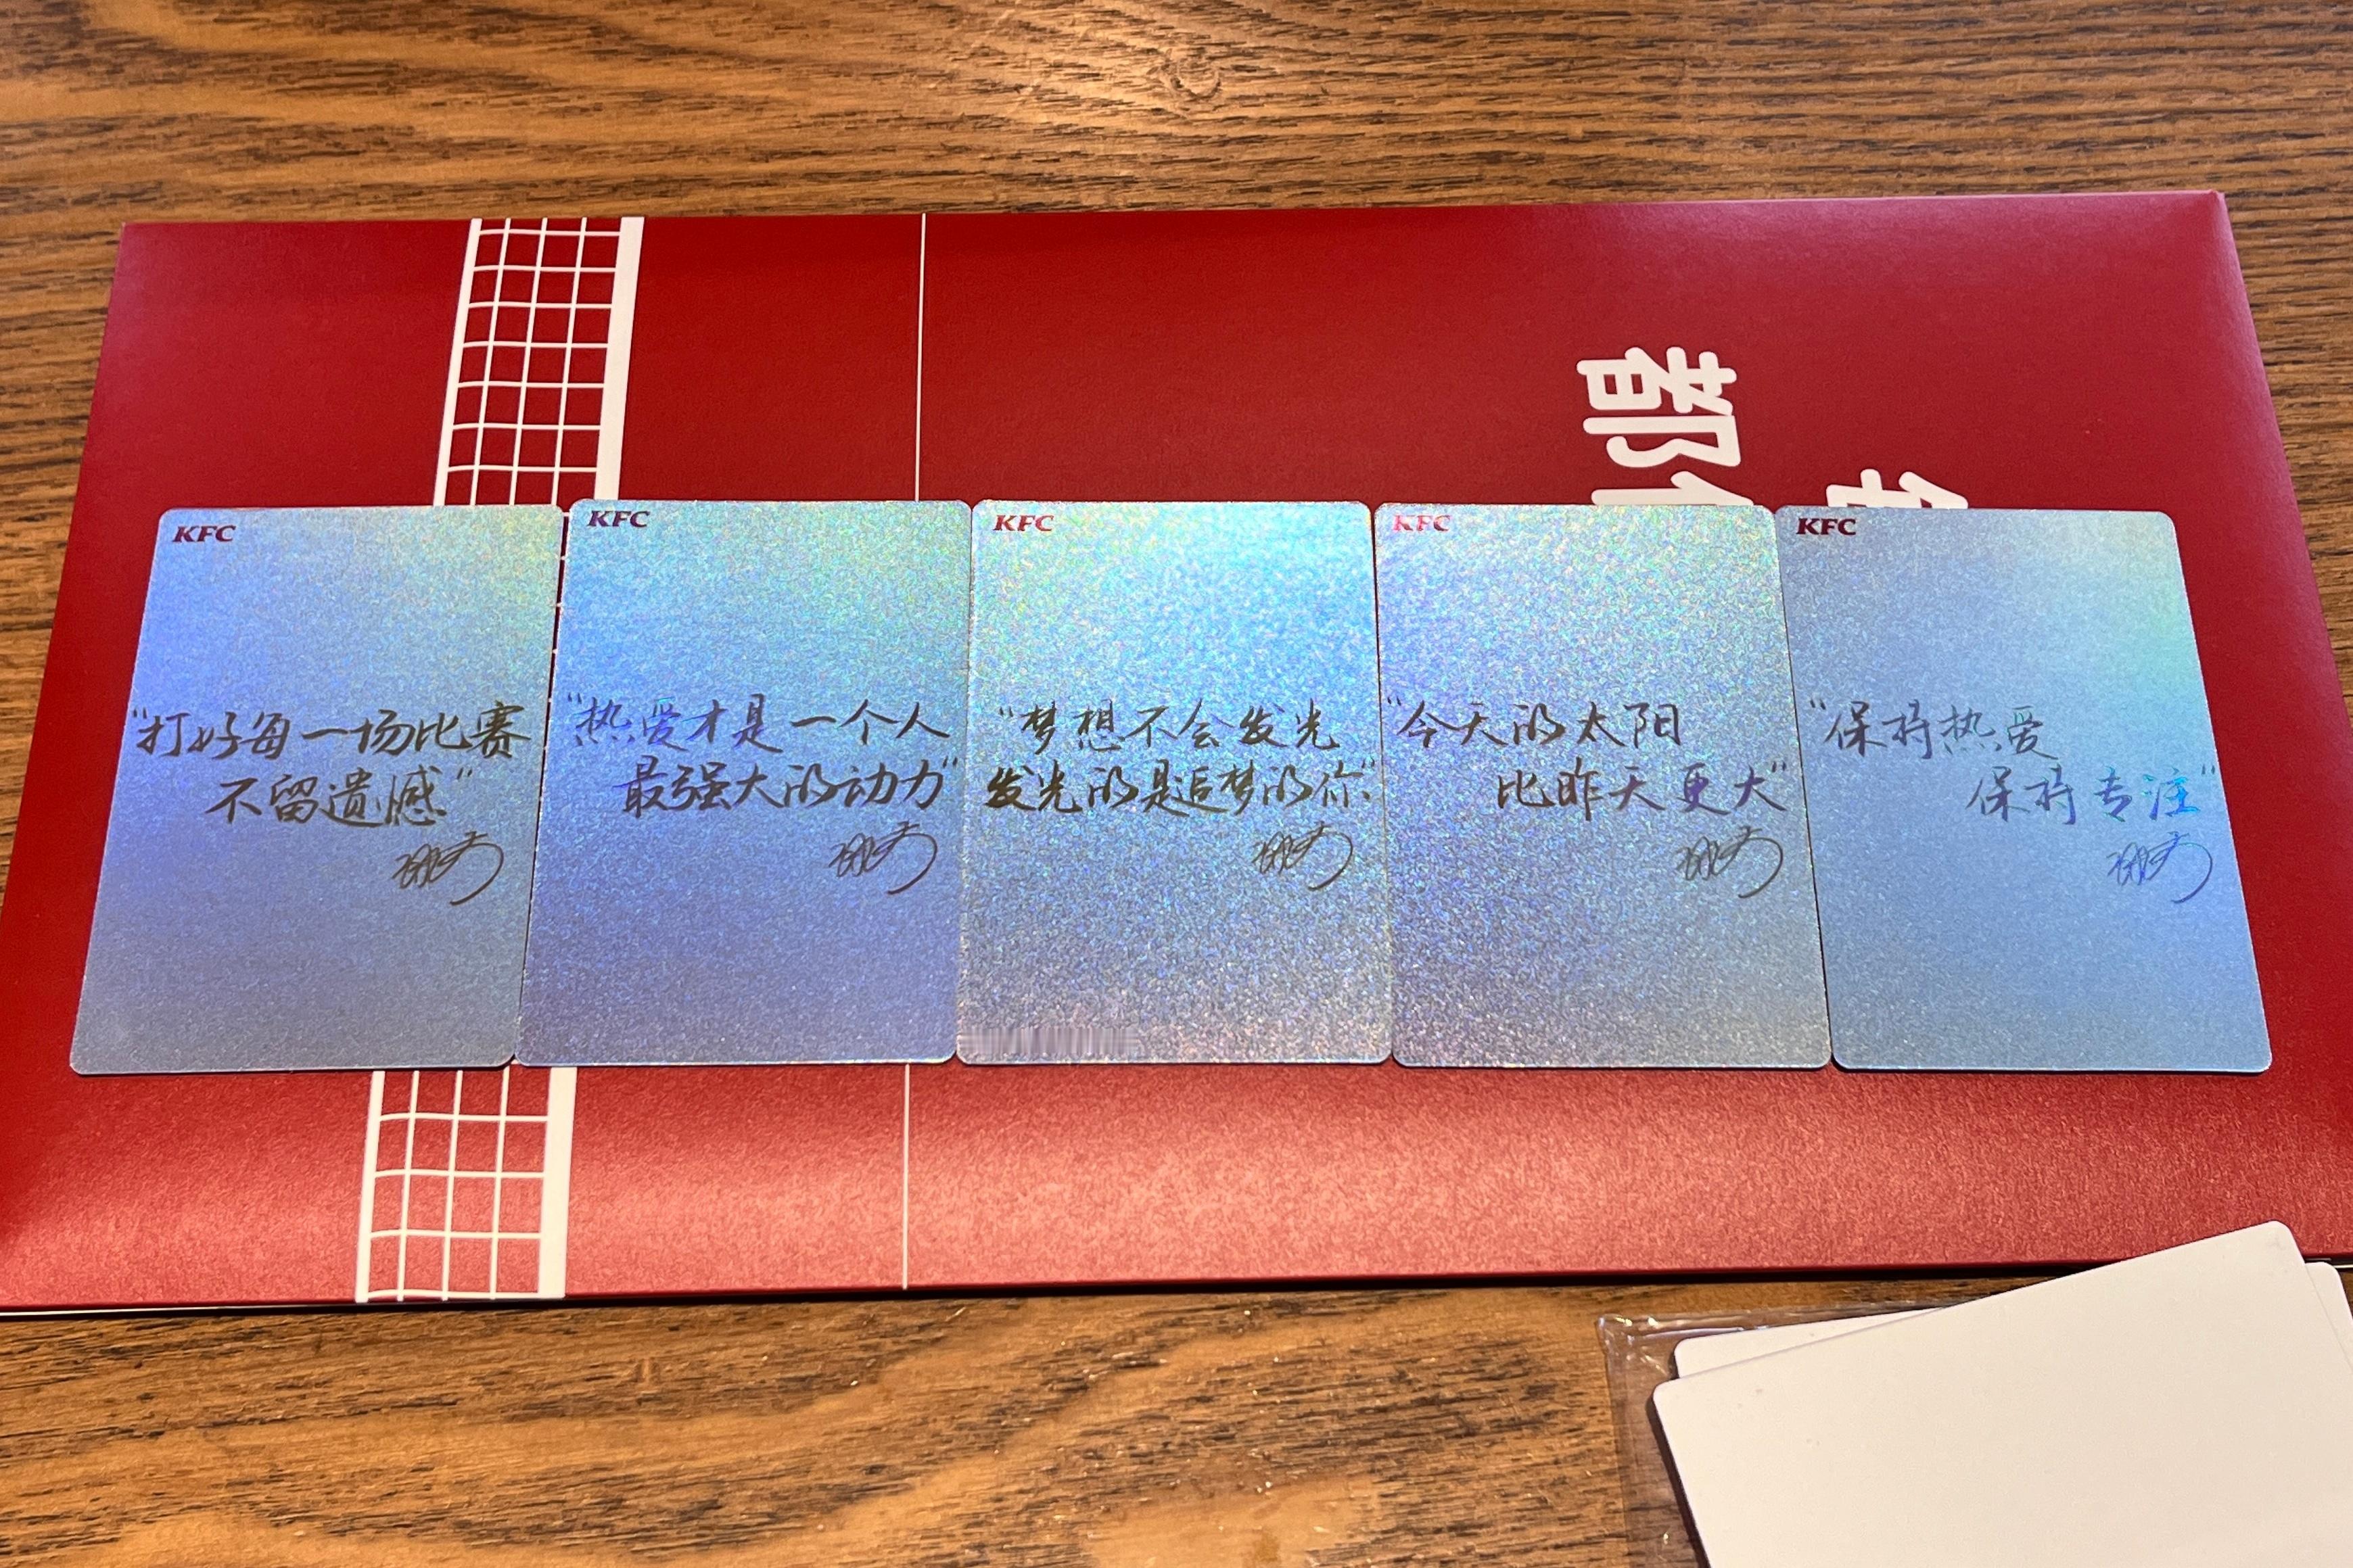 都
KFC
"打好每一场比赛
不留遗憾"
KFC
"热爱才是一个人
最强大的动力"
KFC
"梦想不会发光
发光的是追梦的你"
KFC
"今天的太阳
比昨天更大"
KFC
"保持热爱
保持专注"